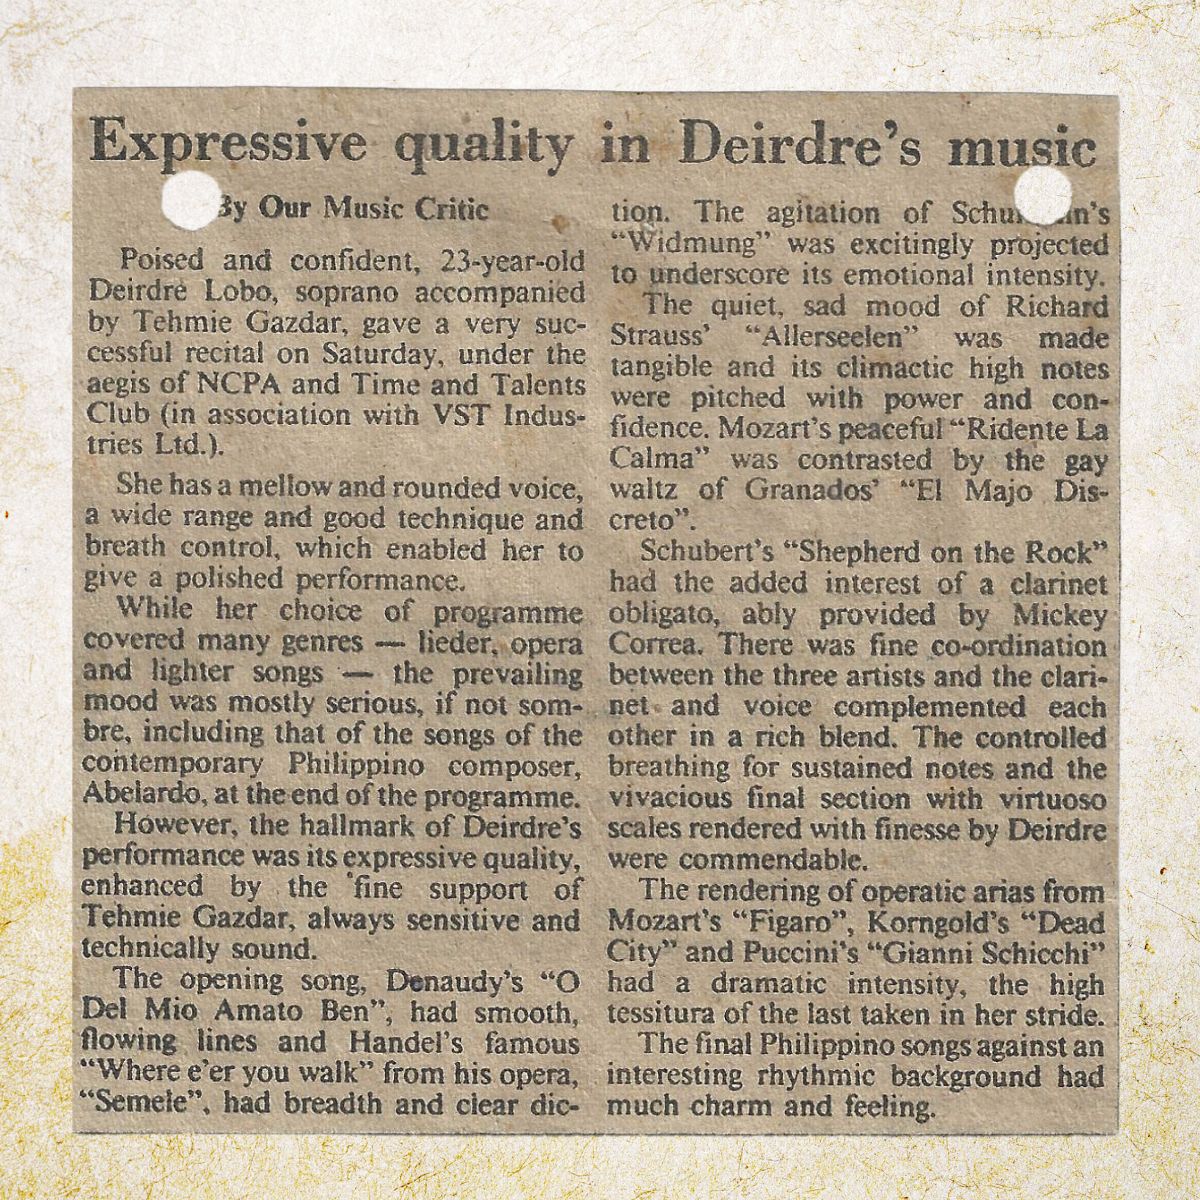 Expressive quality in Deirdre's music
By Our Music Critic
Poised and confident, 23-year-old
Deirdre Lobo, soprano accompanied
by Tehmie Gazdar, gave a very suc-
cessful recital on Saturday, under the
aegis of NCPA and Time and Talents
Club (in association with VST Indus-
tries Ltd.).
She has a mellow and rounded voice,
a wide range and good technique and
breath control, which enabled her to
give a polished performance.
While her choice of programme
covered many genres — lieder, opera
and lighter songs — the prevailing
mood was mostly serious, if not som-
bre, including that of the songs of the
contemporary Philippino composer,
Abelardo, at the end of the programme.
However, the hallmark of Deirdre's
performance was its expressive quality,
enhanced by the fine support of
Tehmie Gazdar, always sensitive and
technically sound.
The opening song, Denaudy's "O
Del Mio Amato Ben", had smooth,
flowing lines and Handel's famous
"Where e'er you walk" from his opera,
"Semele", had breadth and clear dic-
tion. The agitation of
"Widmung" was excitingly projected
to underscore its emotional intensity.
The quiet, sad mood of Richard
Strauss' "Allerseelen" was made
tangible and its climactic high notes
were pitched with power and con-
fidence. Mozart's peaceful "Ridente La
Calma" was contrasted by the gay
waltz of Granados' "El Majo Dis-
creto".
Schubert's "Shepherd on the Rock"
had the added interest of a clarinet
obligato, ably provided by Mickey
Correa. There was fine co-ordination
between the three artists and the clari-
net and voice complemented each
other in a rich blend. The controlled
breathing for sustained notes and the
vivacious final section with virtuoso
scales rendered with finesse by Deirdre
were commendable.
The rendering of operatic arias from
Mozart's "Figaro", Korngold's "Dead
City" and Puccini's "Gianni Schicchi"
had a dramatic intensity, the high
tessitura of the last taken in her stride.
The final Philippino songs against an
interesting rhythmic background had
much charm and feeling.